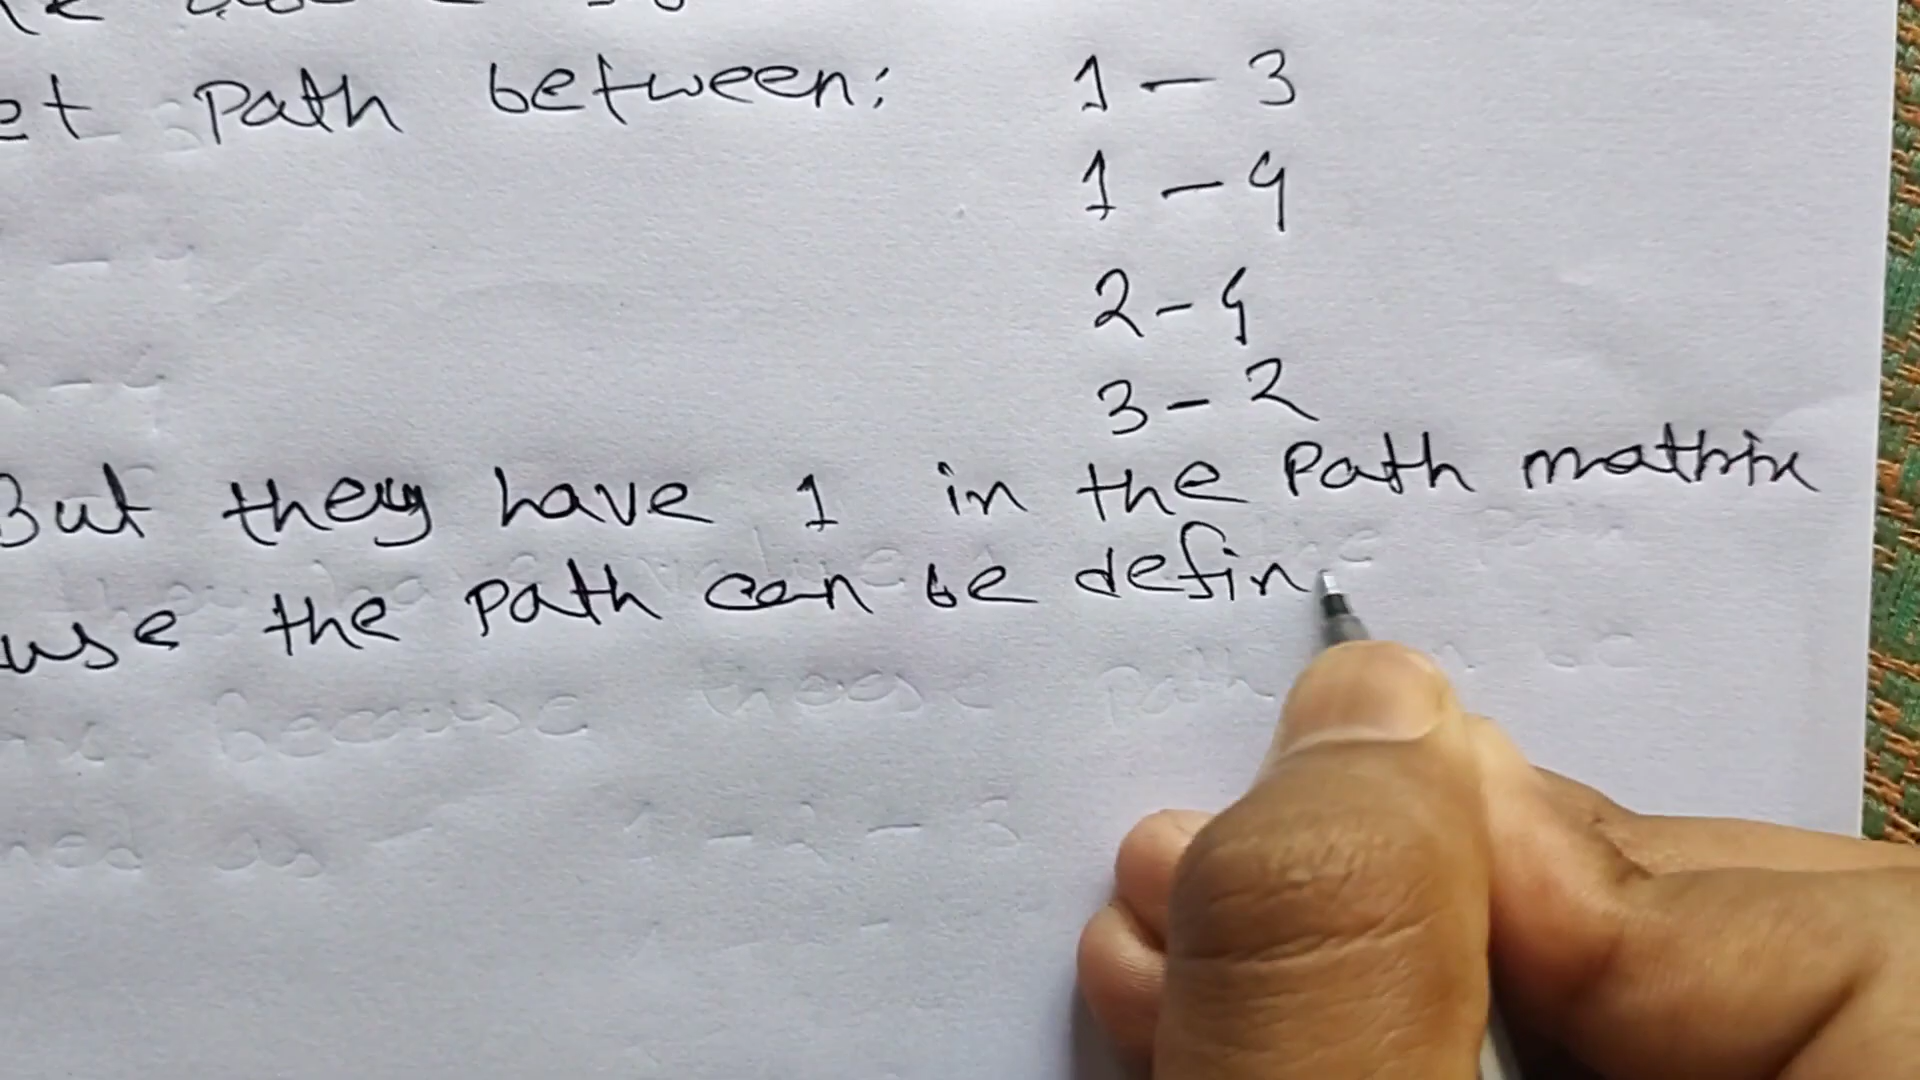 et path between: 1 - 3
1 - 4
2 - 4
3 - 2
But they have 1 in the Path matrix
use the path can be defin